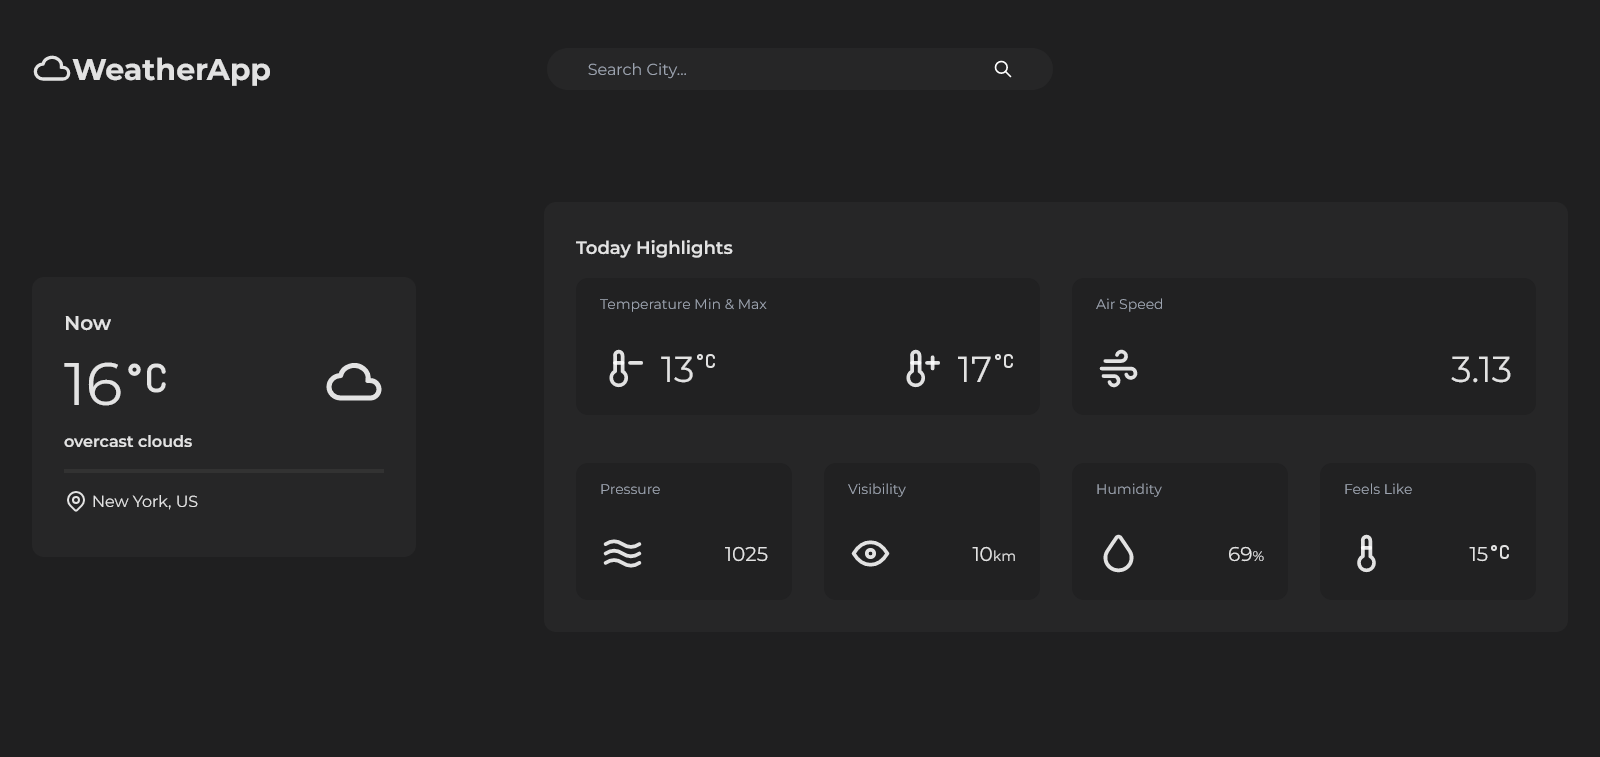 WeatherApp
Search City...
Now
16°C
overcast clouds
New York, US
Today Highlights
Temperature Min & Max
13°C
17°C
Air Speed
3.13
Pressure
1025
Visibility
10km
Humidity
69%
Feels Like
15°C